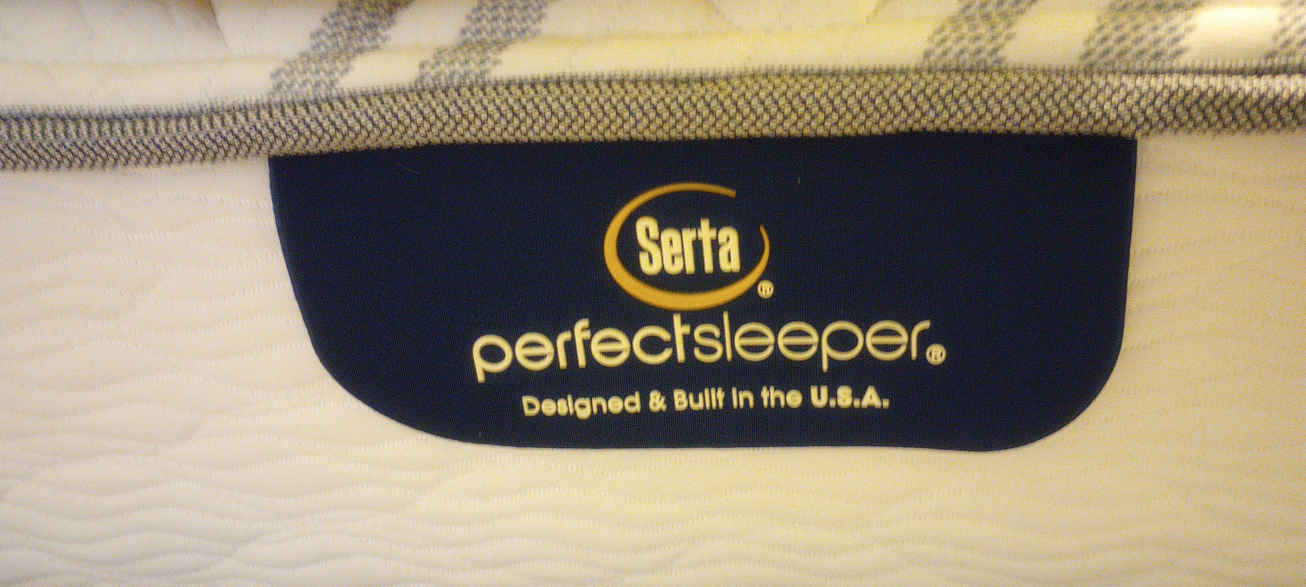 Serta®
perfectsleeper®
Designed & Built in the U.S.A.